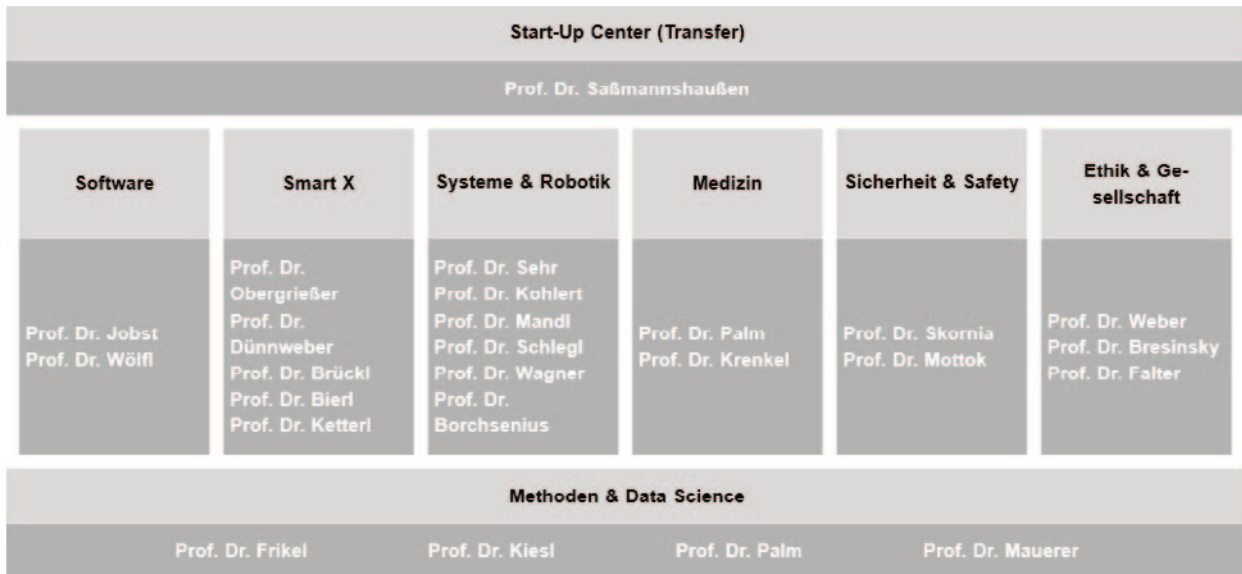 Start-Up Center (Transfer)
Prof. Dr. Saßmannshaußen
Software
Prof. Dr. Jobst
Prof. Dr. Wölfl
Smart X
Prof. Dr.
Obergrießer
Prof. Dr.
Dünnweber
Prof. Dr. Brückl
Prof. Dr. Bierl
Prof. Dr. Ketterl
Systeme & Robotik
Prof. Dr. Sehr
Prof. Dr. Kohlert
Prof. Dr. Mandl
Prof. Dr. Schlegl
Prof. Dr. Wagner
Prof. Dr.
Borchsenius
Medizin
Prof. Dr. Palm
Prof. Dr. Krenkel
Sicherheit & Safety
Prof. Dr. Skornia
Prof. Dr. Mottok
Ethik & Ge-
sellschaft
Prof. Dr. Weber
Prof. Dr. Bresinsky
Prof. Dr. Falter
Methoden & Data Science
Prof. Dr. Frikel
Prof. Dr. Kiesl
Prof. Dr. Palm
Prof. Dr. Mauerer